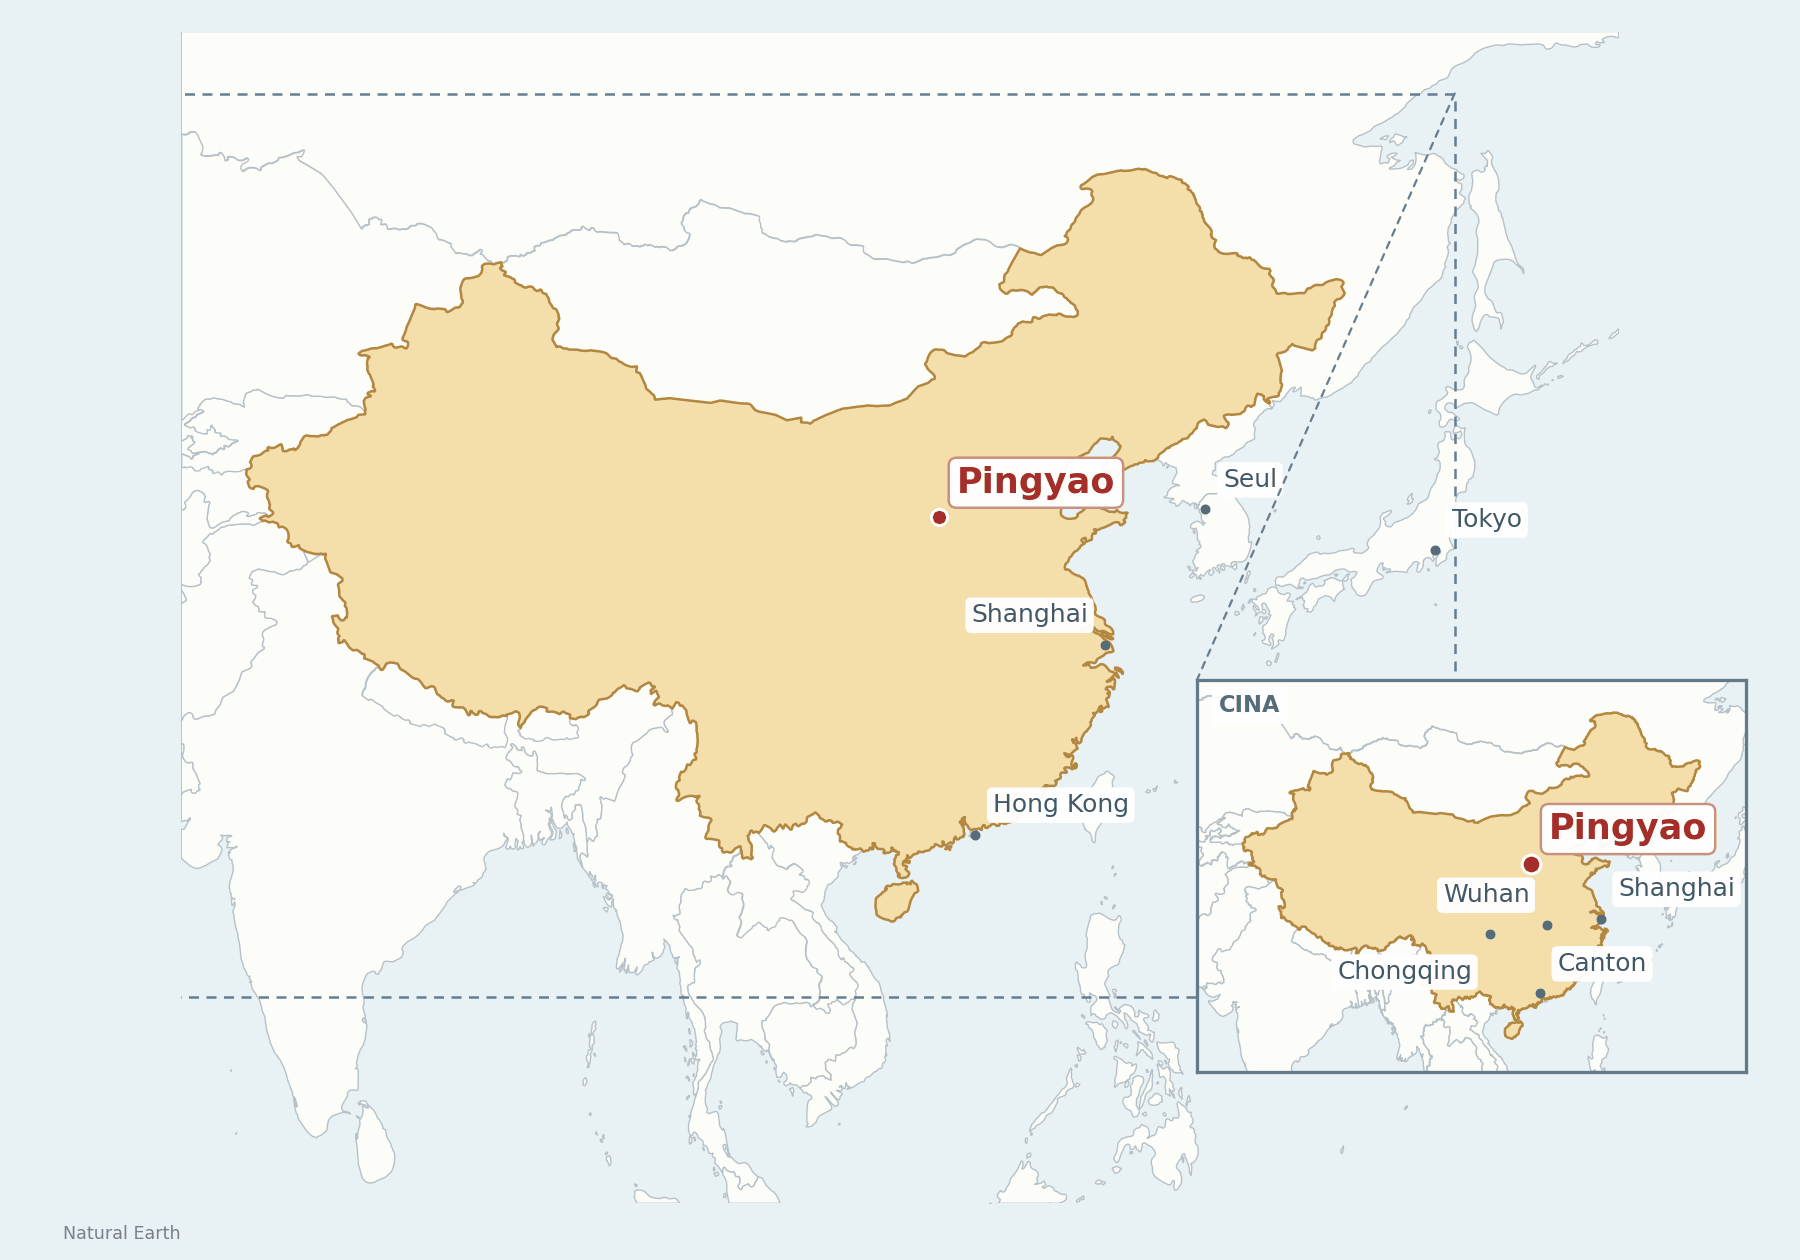 Pingyao
Seul
Tokyo
Shanghai
Hong Kong
CINA
Pingyao
Wuhan
Shanghai
Chongqing
Canton
Natural Earth